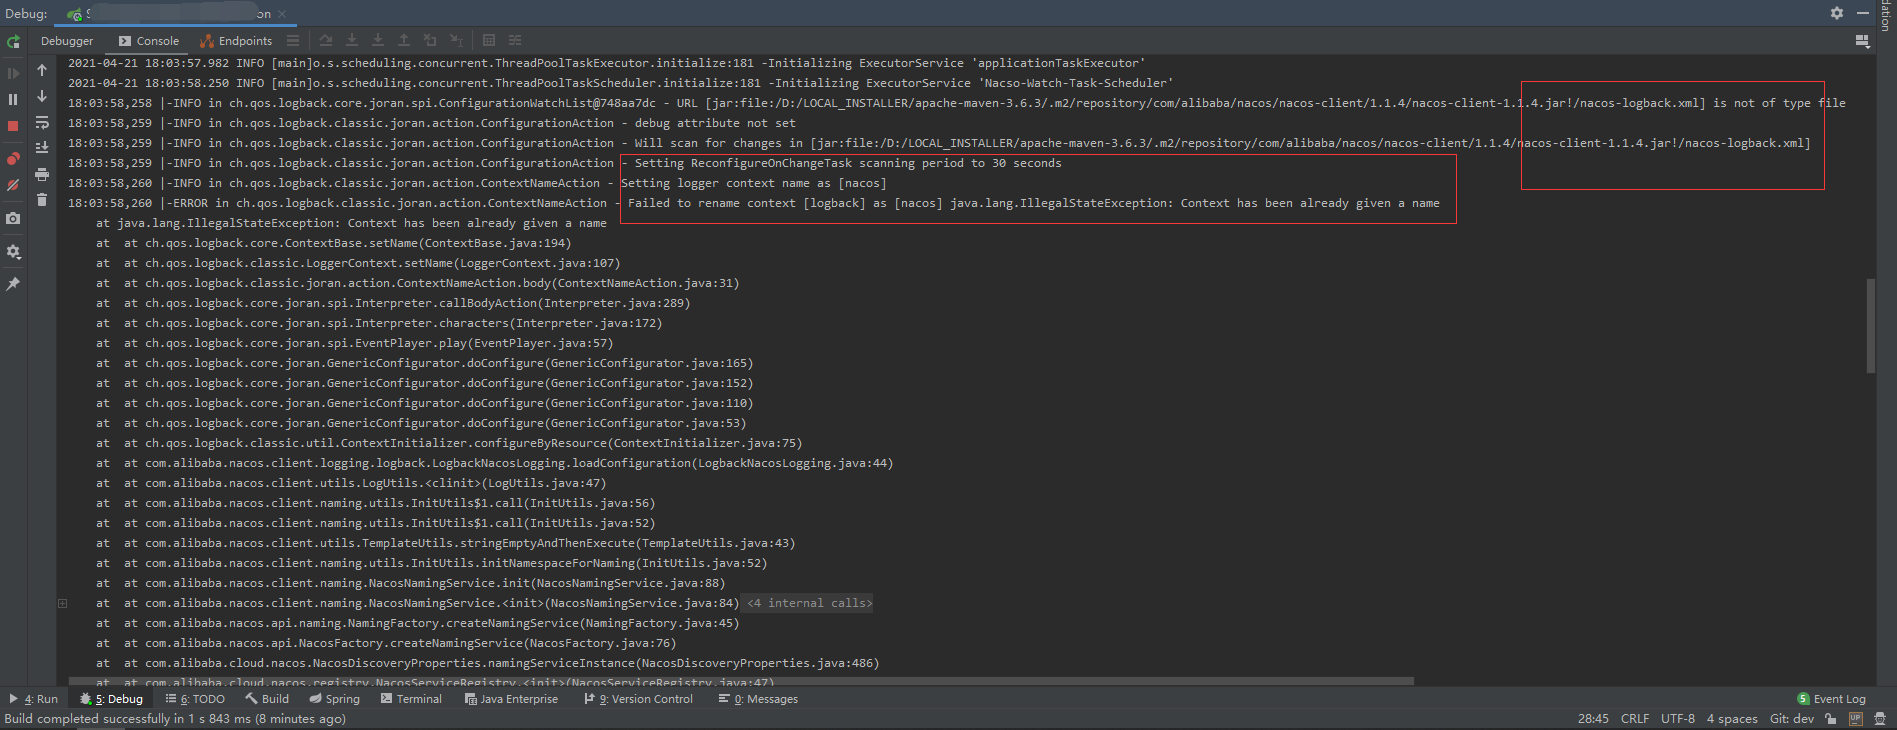 Debug:
on
Debugger
Console
Endpoints
dation
2021-04-21 18:03:57.982 INFO [main]o.s.scheduling.concurrent.ThreadPoolTaskExecutor.initialize:181 -Initializing ExecutorService 'applicationTaskExecutor'
2021-04-21 18:03:58.250 INFO [main]o.s.scheduling.concurrent.ThreadPoolTaskScheduler.initialize:181 -Initializing ExecutorService 'Nacso-Watch-Task-Scheduler'
18:03:58,258 |-INFO in ch.qos.logback.core.joran.spi.ConfigurationWatchList@748aa7dc - URL [jar:file:/D:/LOCAL_INSTALLER/apache-maven-3.6.3/.m2/repository/com/alibaba/nacos/nacos-client/1.1.4/nacos-client-1.1.4.jar!/nacos-logback.xml] is not of type file
18:03:58,259 |-INFO in ch.qos.logback.classic.joran.action.ConfigurationAction - debug attribute not set
18:03:58,259 |-INFO in ch.qos.logback.classic.joran.action.ConfigurationAction - Will scan for changes in [jar:file:/D:/LOCAL_INSTALLER/apache-maven-3.6.3/.m2/repository/com/alibaba/nacos/nacos-client/1.1.4/nacos-client-1.1.4.jar!/nacos-logback.xml]
18:03:58,259 |-INFO in ch.qos.logback.classic.joran.action.ConfigurationAction - Setting ReconfigureOnChangeTask scanning period to 30 seconds
18:03:58,260 |-INFO in ch.qos.logback.classic.joran.action.ContextNameAction - Setting logger context name as [nacos]
18:03:58,260 |-ERROR in ch.qos.logback.classic.joran.action.ContextNameAction - Failed to rename context [logback] as [nacos] java.lang.IllegalStateException: Context has been already given a name
at java.lang.IllegalStateException: Context has been already given a name
at at ch.qos.logback.core.ContextBase.setName(ContextBase.java:194)
at at ch.qos.logback.classic.LoggerContext.setName(LoggerContext.java:107)
at at ch.qos.logback.classic.joran.action.ContextNameAction.body(ContextNameAction.java:31)
at at ch.qos.logback.core.joran.spi.Interpreter.callBodyAction(Interpreter.java:289)
at at ch.qos.logback.core.joran.spi.Interpreter.characters(Interpreter.java:172)
at at ch.qos.logback.core.joran.spi.EventPlayer.play(EventPlayer.java:57)
at at ch.qos.logback.core.joran.GenericConfigurator.doConfigure(GenericConfigurator.java:165)
at at ch.qos.logback.core.joran.GenericConfigurator.doConfigure(GenericConfigurator.java:152)
at at ch.qos.logback.core.joran.GenericConfigurator.doConfigure(GenericConfigurator.java:110)
at at ch.qos.logback.core.joran.GenericConfigurator.doConfigure(GenericConfigurator.java:53)
at at ch.qos.logback.classic.util.ContextInitializer.configureByResource(ContextInitializer.java:75)
at at com.alibaba.nacos.client.logging.logback.LogbackNacosLogging.loadConfiguration(LogbackNacosLogging.java:44)
at at com.alibaba.nacos.client.utils.LogUtils.<clinit>(LogUtils.java:47)
at at com.alibaba.nacos.client.naming.utils.InitUtils$1.call(InitUtils.java:56)
at at com.alibaba.nacos.client.naming.utils.InitUtils$1.call(InitUtils.java:52)
at at com.alibaba.nacos.client.utils.TemplateUtils.stringEmptyAndThenExecute(TemplateUtils.java:43)
at at com.alibaba.nacos.client.naming.utils.InitUtils.initNamespaceForNaming(InitUtils.java:52)
at at com.alibaba.nacos.client.naming.NacosNamingService.init(NacosNamingService.java:88)
at at com.alibaba.nacos.client.naming.NacosNamingService.<init>(NacosNamingService.java:84) <4 internal calls>
at at com.alibaba.nacos.api.naming.NamingFactory.createNamingService(NamingFactory.java:45)
at at com.alibaba.nacos.api.NacosFactory.createNamingService(NacosFactory.java:76)
at at com.alibaba.cloud.nacos.NacosDiscoveryProperties.namingServiceInstance(NacosDiscoveryProperties.java:486)
at at com.alibaba.cloud.nacos.registry.NacosServiceRegistry.<init>(NacosServiceRegistry.java:47)
4: Run
5: Debug
6: TODO
Build
Spring
Terminal
Java Enterprise
9: Version Control
0: Messages
5 Event Log
Build completed successfully in 1 s 843 ms (8 minutes ago)
28:45 CRLF UTF-8 4 spaces Git: dev UP